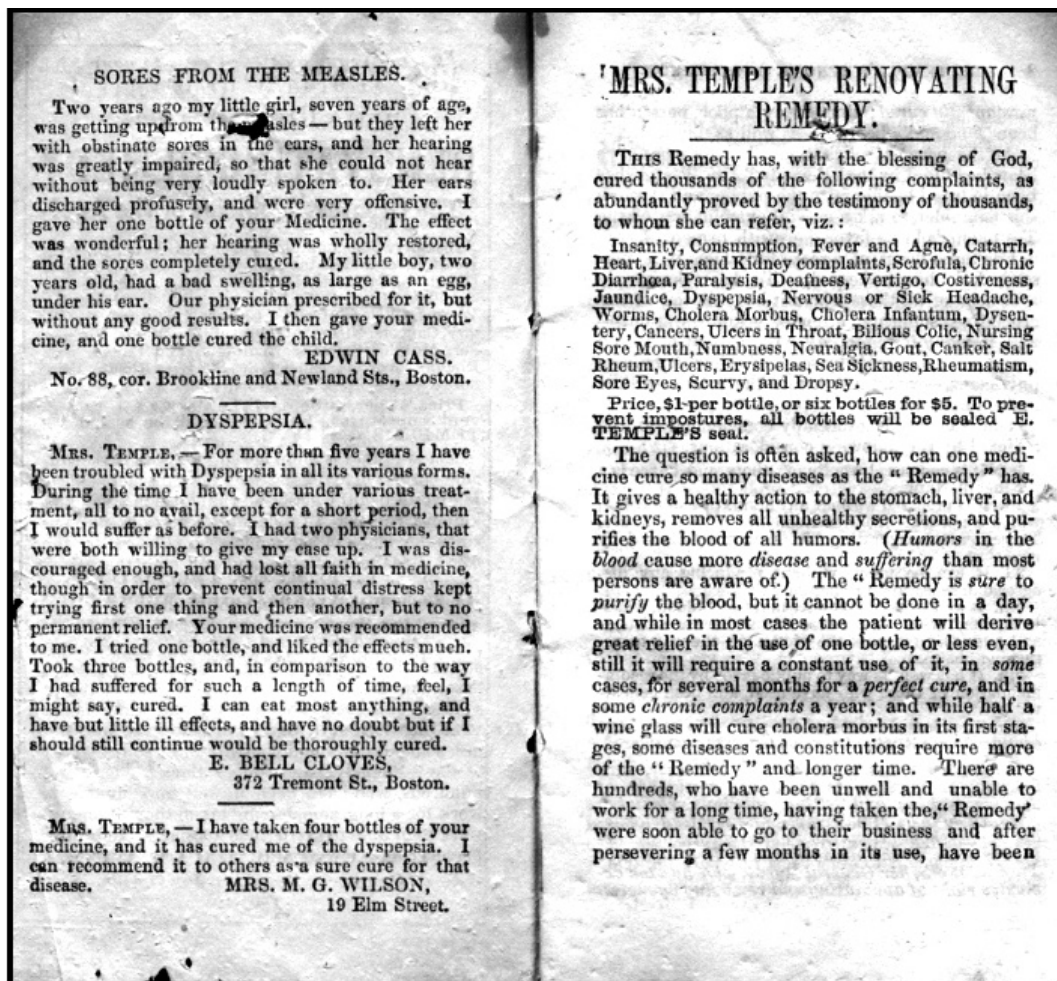 SORES FROM THE MEASLES.
Two years ago my little girl, seven years of age,
was getting up from the measles — but they left her
with obstinate sores in the ears, and her hearing
was greatly impaired, so that she could not hear
without being very loudly spoken to. Her ears
discharged profusely, and were very offensive. I
gave her one bottle of your Medicine. The effect
was wonderful; her hearing was wholly restored,
and the sores completely cured. My little boy, two
years old, had a bad swelling, as large as an egg,
under his ear. Our physician prescribed for it, but
without any good results. I then gave your medi-
cine, and one bottle cured the child.
EDWIN CASS.
No. 88, cor. Brookline and Newland Sts., Boston.
DYSPEPSIA.
MRS. TEMPLE, — For more than five years I have
been troubled with Dyspepsia in all its various forms.
During the time I have been under various treat-
ment, all to no avail, except for a short period, then
I would suffer as before. I had two physicians, that
were both willing to give my case up. I was dis-
couraged enough, and had lost all faith in medicine,
though in order to prevent continual distress kept
trying first one thing and then another, but to no
permanent relief. Your medicine was recommended
to me. I tried one bottle, and liked the effects much.
Took three bottles, and, in comparison to the way
I had suffered for such a length of time, feel, I
might say, cured. I can eat most anything, and
have but little ill effects, and have no doubt but if I
should still continue would be thoroughly cured.
E. BELL CLOVES,
372 Tremont St., Boston.
MRS. TEMPLE, — I have taken four bottles of your
medicine, and it has cured me of the dyspepsia. I
can recommend it to others as a sure cure for that
disease. MRS. M. G. WILSON,
19 Elm Street.
MRS. TEMPLE'S RENOVATING
REMEDY.
THIS Remedy has, with the blessing of God,
cured thousands of the following complaints, as
abundantly proved by the testimony of thousands,
to whom she can refer, viz.:
Insanity, Consumption, Fever and Ague, Catarrh,
Heart, Liver, and Kidney complaints, Scrofula, Chronic
Diarrhœa, Paralysis, Deafness, Vertigo, Costiveness,
Jaundice, Dyspepsia, Nervous or Sick Headache,
Worms, Cholera Morbus, Cholera Infantum, Dysen-
tery, Cancers, Ulcers in Throat, Bilious Colic, Nursing
Sore Mouth, Numbness, Neuralgia, Gout, Canker, Salt
Rheum, Ulcers, Erysipelas, Sea Sickness, Rheumatism,
Sore Eyes, Scurvy, and Dropsy.
Price, $1 per bottle, or six bottles for $5. To pre-
vent impostures, all bottles will be sealed E.
TEMPLE'S seal.
The question is often asked, how can one medi-
cine cure so many diseases as the "Remedy" has.
It gives a healthy action to the stomach, liver, and
kidneys, removes all unhealthy secretions, and pu-
rifies the blood of all humors. (Humors in the
blood cause more disease and suffering than most
persons are aware of.) The "Remedy is sure to
purify the blood, but it cannot be done in a day,
and while in most cases the patient will derive
great relief in the use of one bottle, or less even,
still it will require a constant use of it, in some
cases, for several months for a perfect cure, and in
some chronic complaints a year; and while half a
wine glass will cure cholera morbus in its first sta-
ges, some diseases and constitutions require more
of the "Remedy" and longer time. There are
hundreds, who have been unwell and unable to
work for a long time, having taken the, "Remedy'
were soon able to go to their business and after
persevering a few months in its use, have been